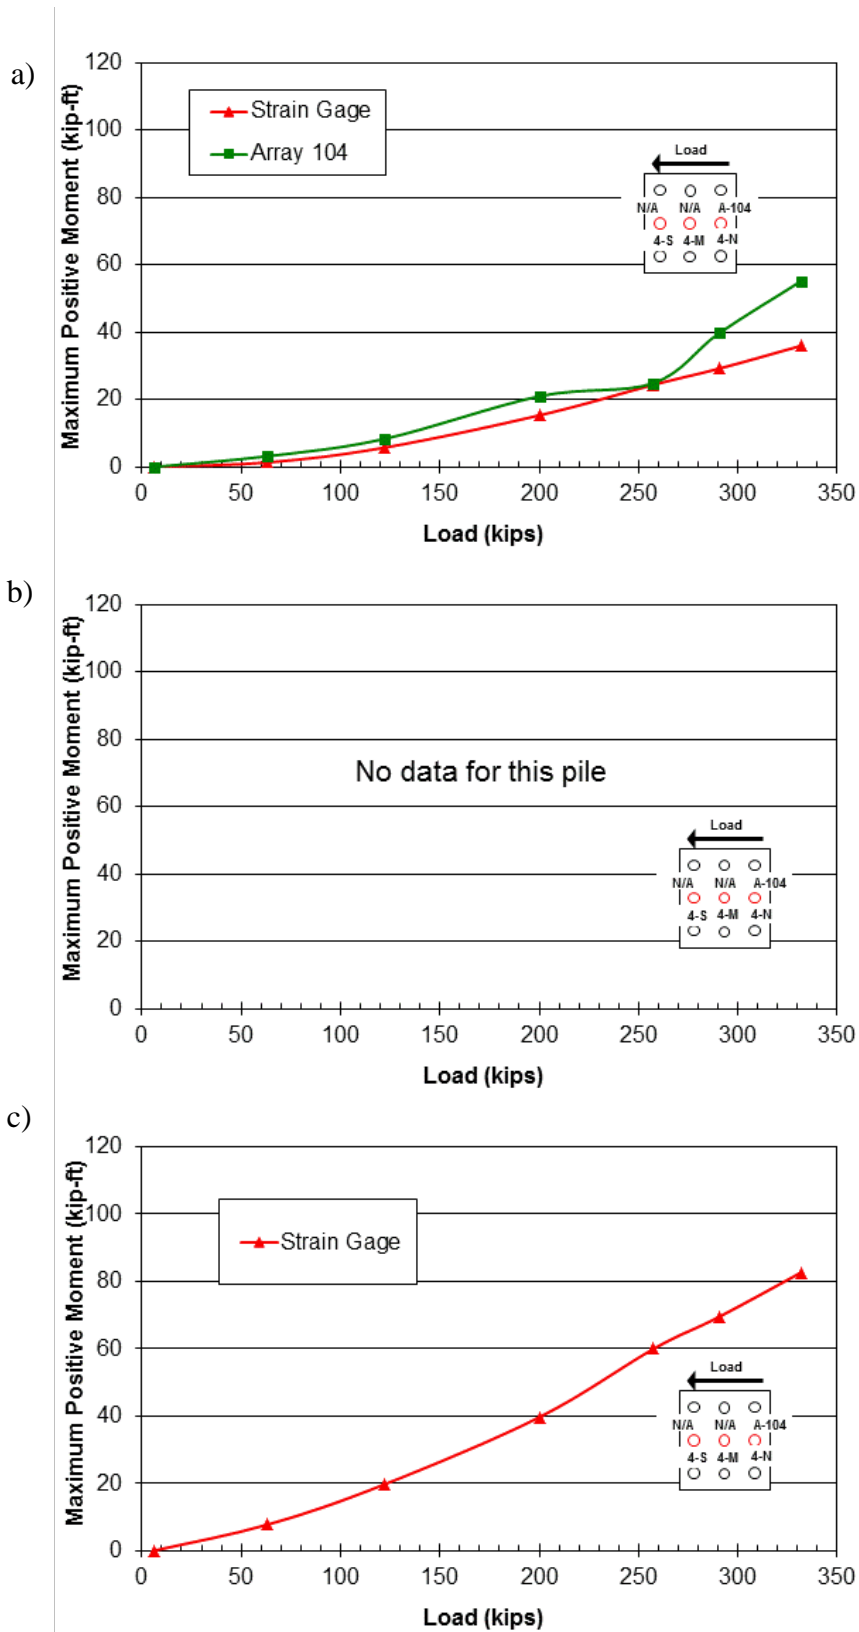 a)
120
100
80
60
40
20
0
Maximum Positive Moment (kip-ft)
Strain Gage
Array 104
Load
N/A N/A A-104
4-S 4-M 4-N
0 50 100 150 200 250 300 350
Load (kips)
b)
120
100
80
60
40
20
0
Maximum Positive Moment (kip-ft)
No data for this pile
Load
N/A N/A A-104
4-S 4-M 4-N
0 50 100 150 200 250 300 350
Load (kips)
c)
120
100
80
60
40
20
0
Maximum Positive Moment (kip-ft)
Strain Gage
Load
N/A N/A A-104
4-S 4-M 4-N
0 50 100 150 200 250 300 350
Load (kips)